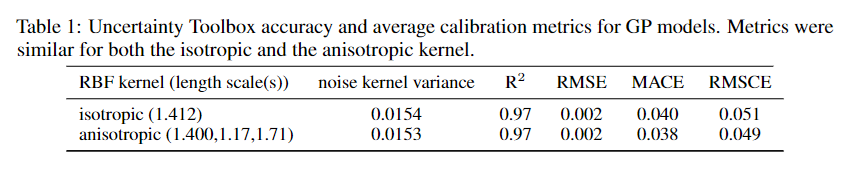 Table 1: Uncertainty Toolbox accuracy and average calibration metrics for GP models. Metrics were
similar for both the isotropic and the anisotropic kernel.
RBF kernel (length scale(s)) noise kernel variance R² RMSE MACE RMSCE
isotropic (1.412) 0.0154 0.97 0.002 0.040 0.051
anisotropic (1.400,1.17,1.71) 0.0153 0.97 0.002 0.038 0.049